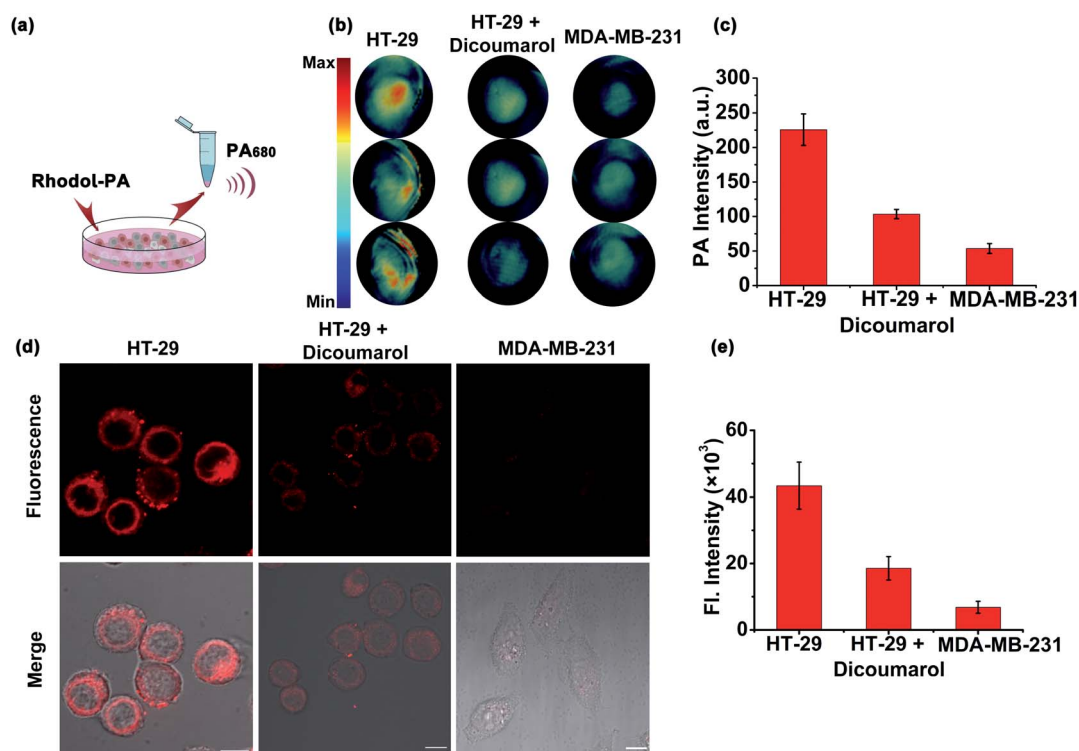 (a)
Rhodol-PA
PA680
(b)
HT-29
HT-29 +
Dicoumarol
MDA-MB-231
Max
Min
(c)
PA Intensity (a.u.)
300
250
200
150
100
50
0
HT-29
HT-29 +
Dicoumarol
MDA-MB-231
(d)
HT-29
HT-29 +
Dicoumarol
MDA-MB-231
Fluorescence
Merge
(e)
Fl. Intensity (×10³)
60
40
20
0
HT-29
HT-29 +
Dicoumarol
MDA-MB-231